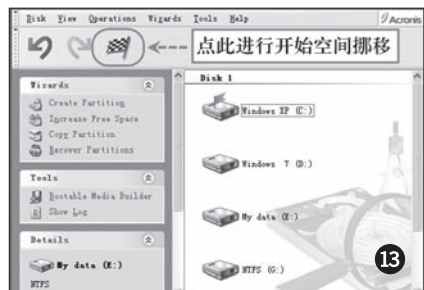 Disk View Operations Wizards Tools Help
Acronis
点此进行开始空间挪移
Wizards
Create Partition
Increase Free Space
Copy Partition
Recover Partitions
Tools
Bootable Media Builder
Show Log
Details
My data (E:)
NTFS
Disk 1
Windows XP (C:)
Windows 7 (D:)
My data (E:)
NTFS (G:)
13